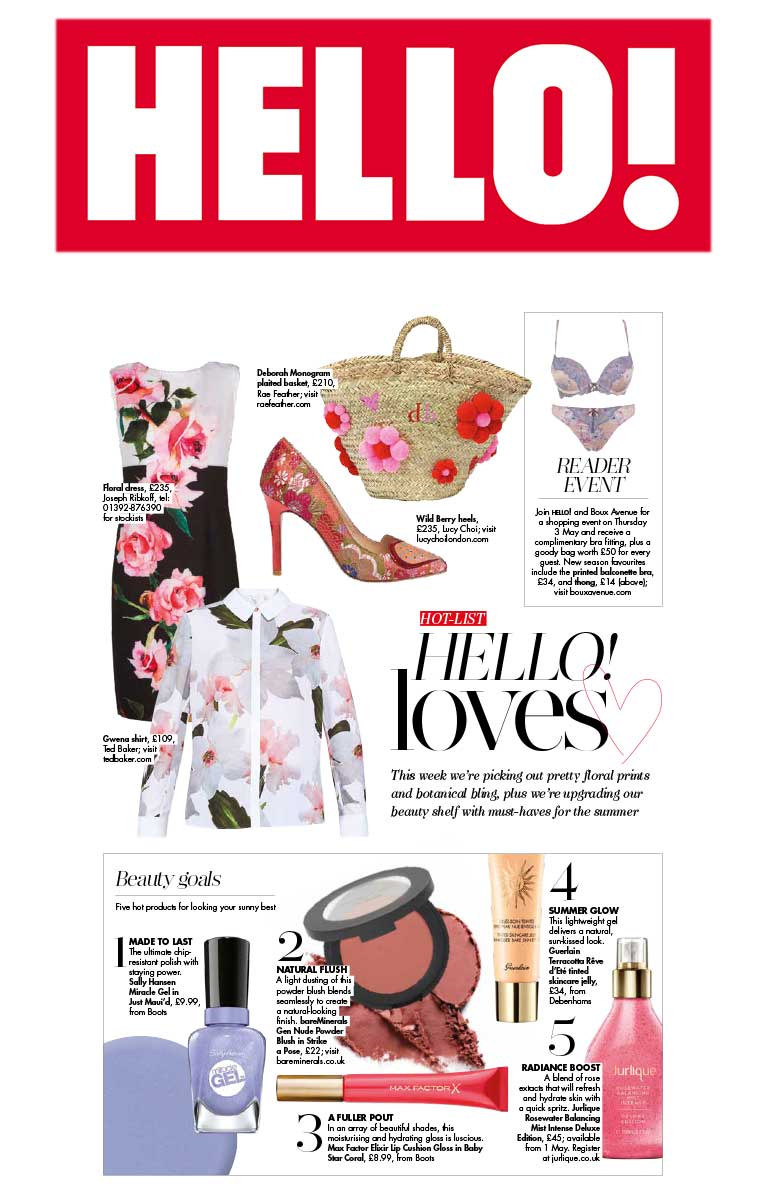 HELLO!
Deborah Monogram
plaited basket, £210,
Rae Feather; visit
raefeather.com
Floral dress, £235,
Joseph Ribkoff, tel:
01392-876390
for stockists
Wild Berry heels,
£235, Lucy Choi; visit
lucychoilondon.com
READER
EVENT
Join HELLO! and Boux Avenue for
a shopping event on Thursday
3 May and receive a
complimentary bra fitting, plus a
goody bag worth £50 for every
guest. New season favourites
include the printed balconette bra,
£34, and thong, £14 (above);
visit bouxavenue.com
Gwena shirt, £109,
Ted Baker; visit
tedbaker.com
HOT-LIST
HELLO!
loves
This week we're picking out pretty floral prints
and botanical bling, plus we're upgrading our
beauty shelf with must-haves for the summer
Beauty goals
Five hot products for looking your sunny best
1
MADE TO LAST
The ultimate chip-
resistant polish with
staying power.
Sally Hansen
Miracle Gel in
Just Maui'd, £9.99,
from Boots
Sally Hansen
miracle
GEL
2
NATURAL FLUSH
A light dusting of this
powder blush blends
seamlessly to create
a natural-looking
finish. bareMinerals
Gen Nude Powder
Blush in Strike
a Pose, £22; visit
bareminerals.co.uk
MAX FACTOR X
3
A FULLER POUT
In an array of beautiful shades, this
moisturising and hydrating gloss is luscious.
Max Factor Elixir Lip Cushion Gloss in Baby
Star Coral, £8.99, from Boots
Guerlain
4
SUMMER GLOW
This lightweight gel
delivers a natural,
sun-kissed look.
Guerlain
Terracotta Rêve
d'Eté tinted
skincare jelly,
£34, from
Debenhams
5
RADIANCE BOOST
A blend of rose
extracts that will refresh
and hydrate skin with
a quick spritz. Jurlique
Rosewater Balancing
Mist Intense Deluxe
Edition, £45; available
from 1 May. Register
at jurlique.co.uk
Jurlique
ROSEWATER
BALANCING
MIST
INTENSE
DELUXE
EDITION